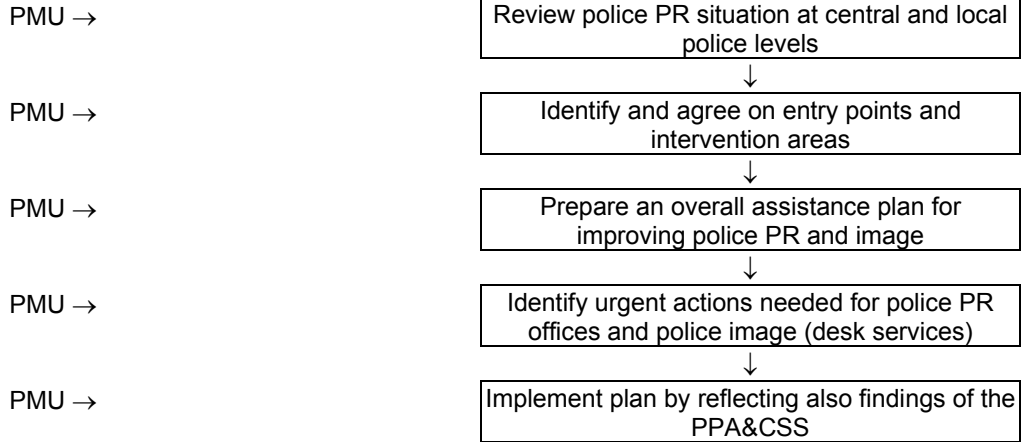 PMU → Review police PR situation at central and local
police levels
↓
PMU → Identify and agree on entry points and
intervention areas
↓
PMU → Prepare an overall assistance plan for
improving police PR and image
↓
PMU → Identify urgent actions needed for police PR
offices and police image (desk services)
↓
PMU → Implement plan by reflecting also findings of the
PPA&CSS